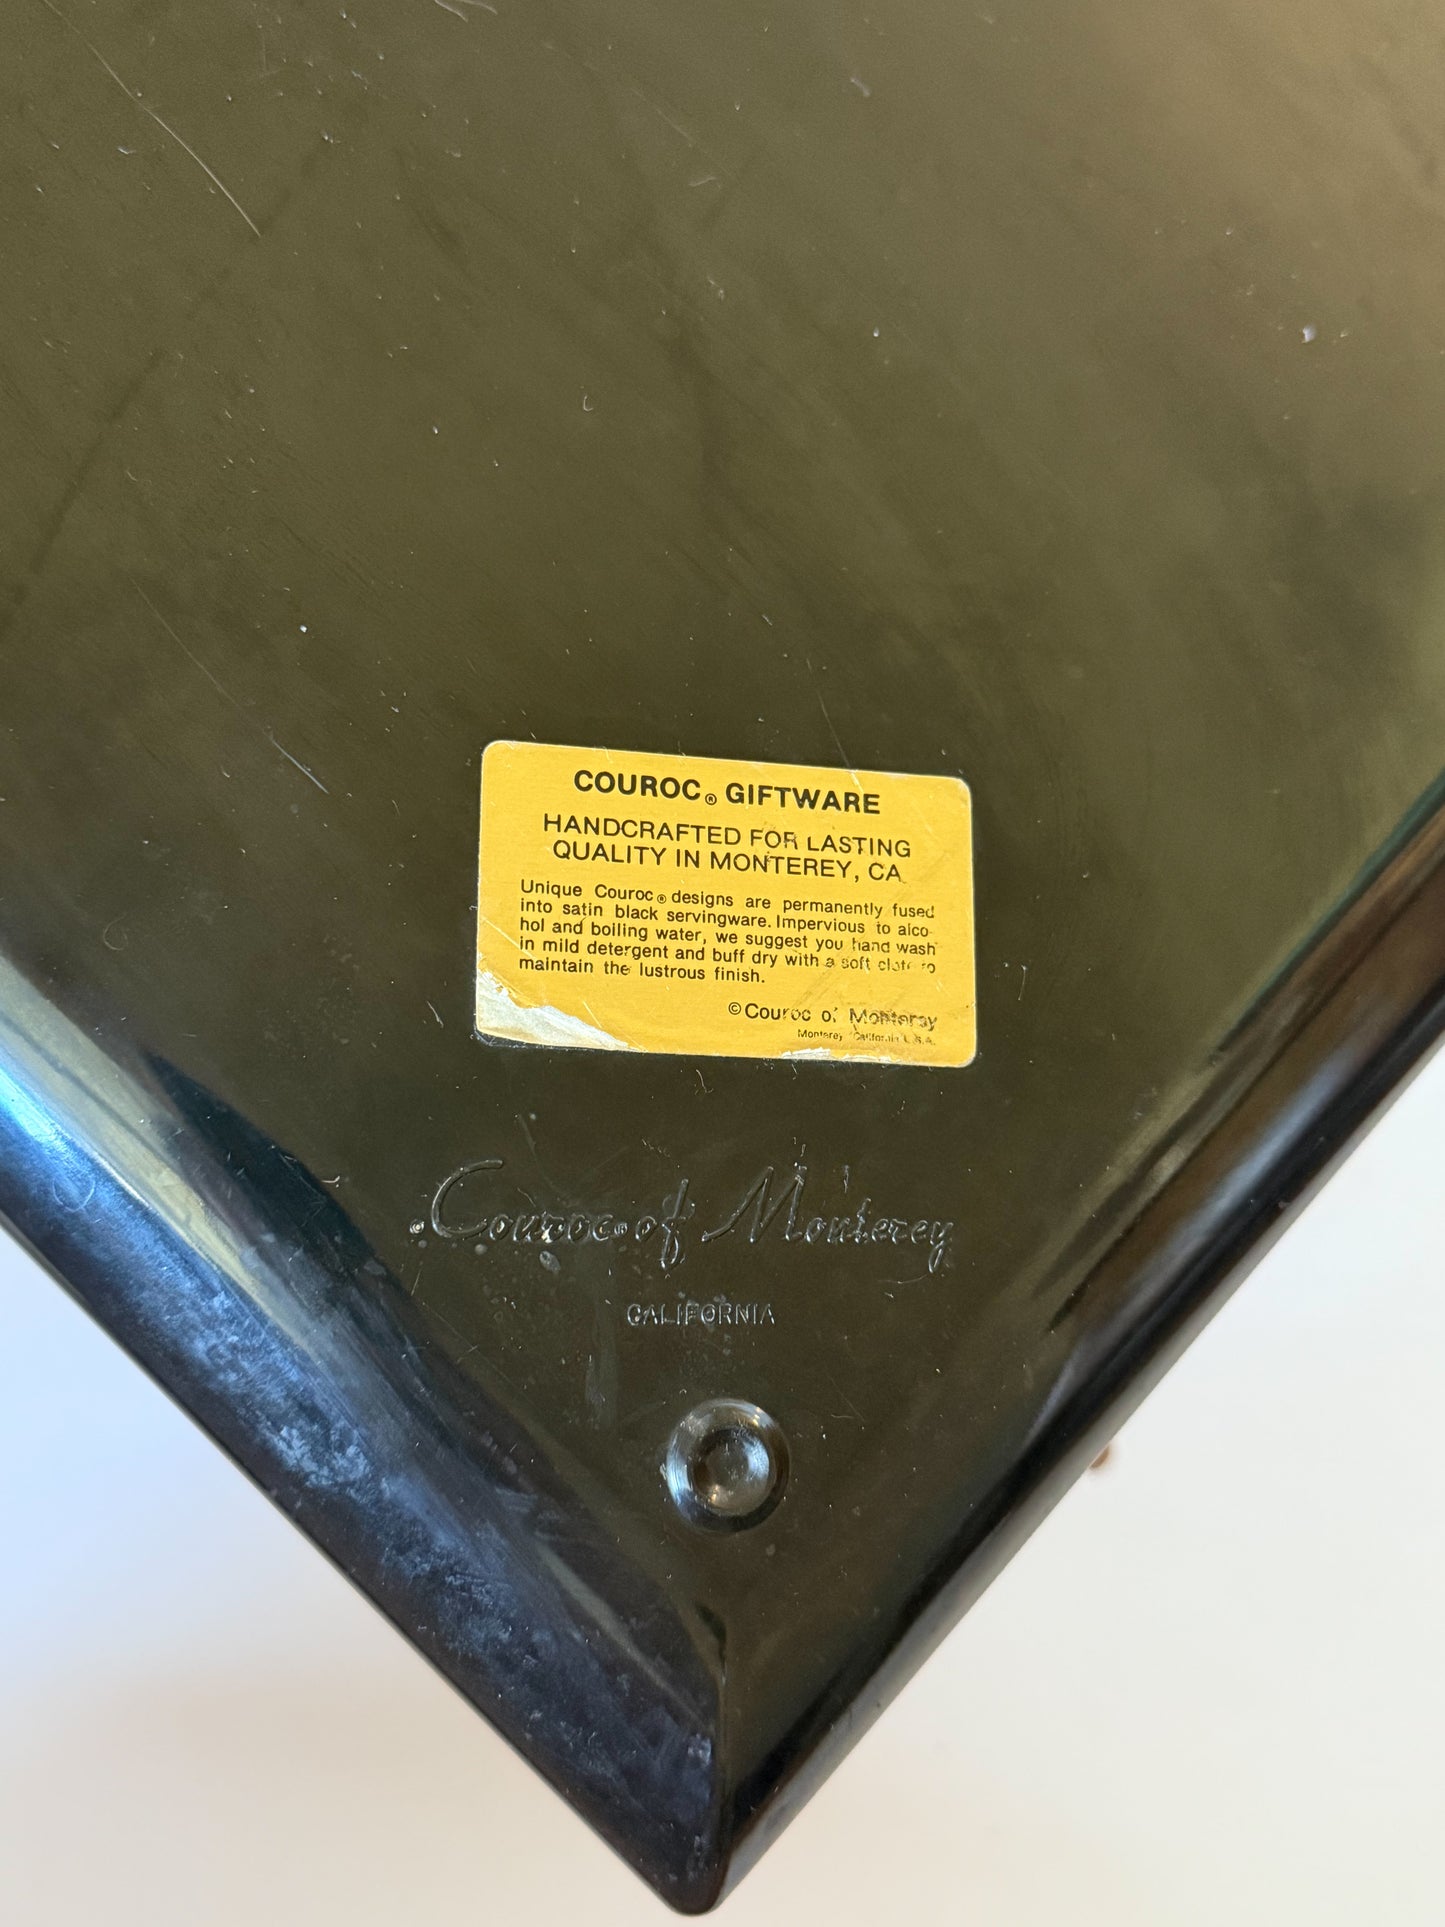 COUROC® GIFTWARE
HANDCRAFTED FOR LASTING
QUALITY IN MONTEREY, CA
Unique Couroc® designs are permanently fused
into satin black servingware. Impervious to alco-
hol and boiling water, we suggest you hand wash
in mild detergent and buff dry with a soft cloth to
maintain the lustrous finish.
© Couroc of Monterey
Monterey California U.S.A.
Couroc® of Monterey
CALIFORNIA